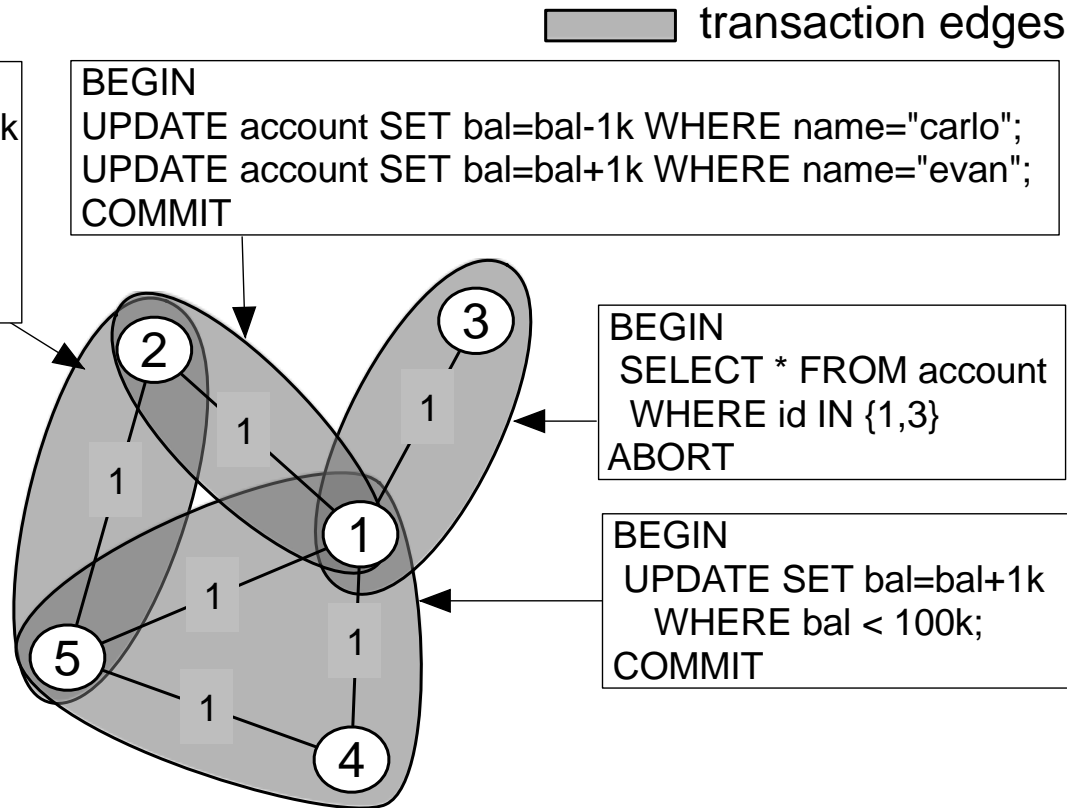 transaction edges
k
BEGIN
UPDATE account SET bal=bal-1k WHERE name="carlo";
UPDATE account SET bal=bal+1k WHERE name="evan";
COMMIT
BEGIN
SELECT * FROM account
WHERE id IN {1,3}
ABORT
BEGIN
UPDATE SET bal=bal+1k
WHERE bal < 100k;
COMMIT
3
2
1
1
1
1
1
1
1
5
1
4